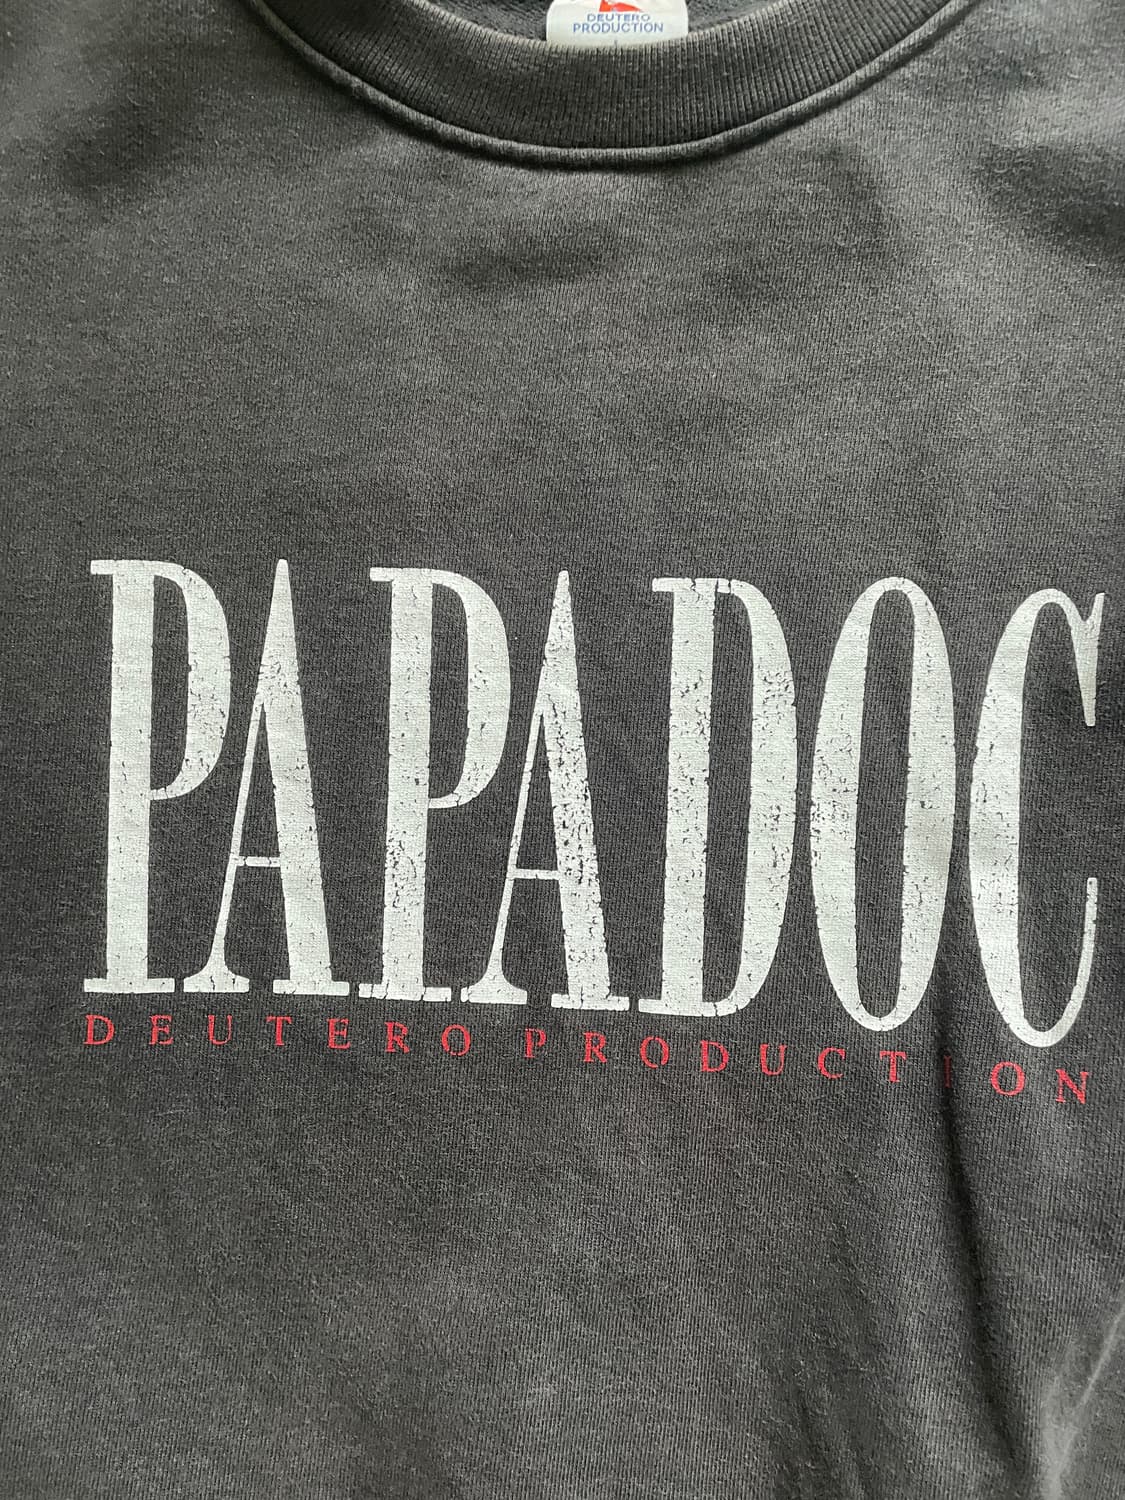 DEUTERO
PRODUCTION
L
PAPADOC
DEUTERO PRODUCTION